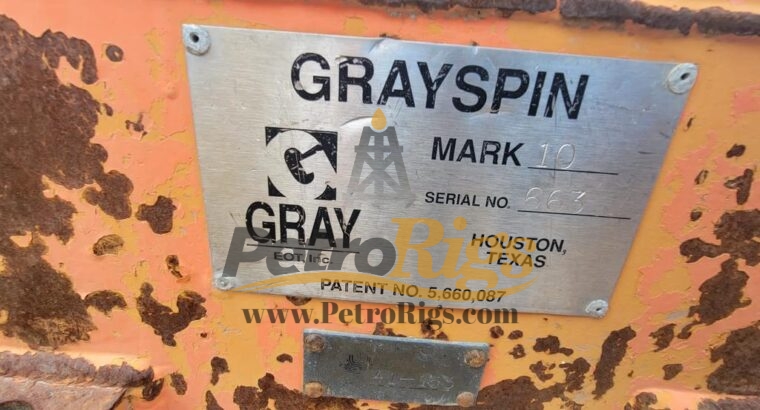 GRAYSPIN
MARK 10
SERIAL NO. 663
GRAY
EOT, Inc.
HOUSTON,
TEXAS
PATENT NO. 5,660,087
PetroRigs
www.PetroRigs.com